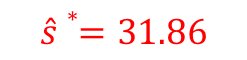 ŝ * = 31.86